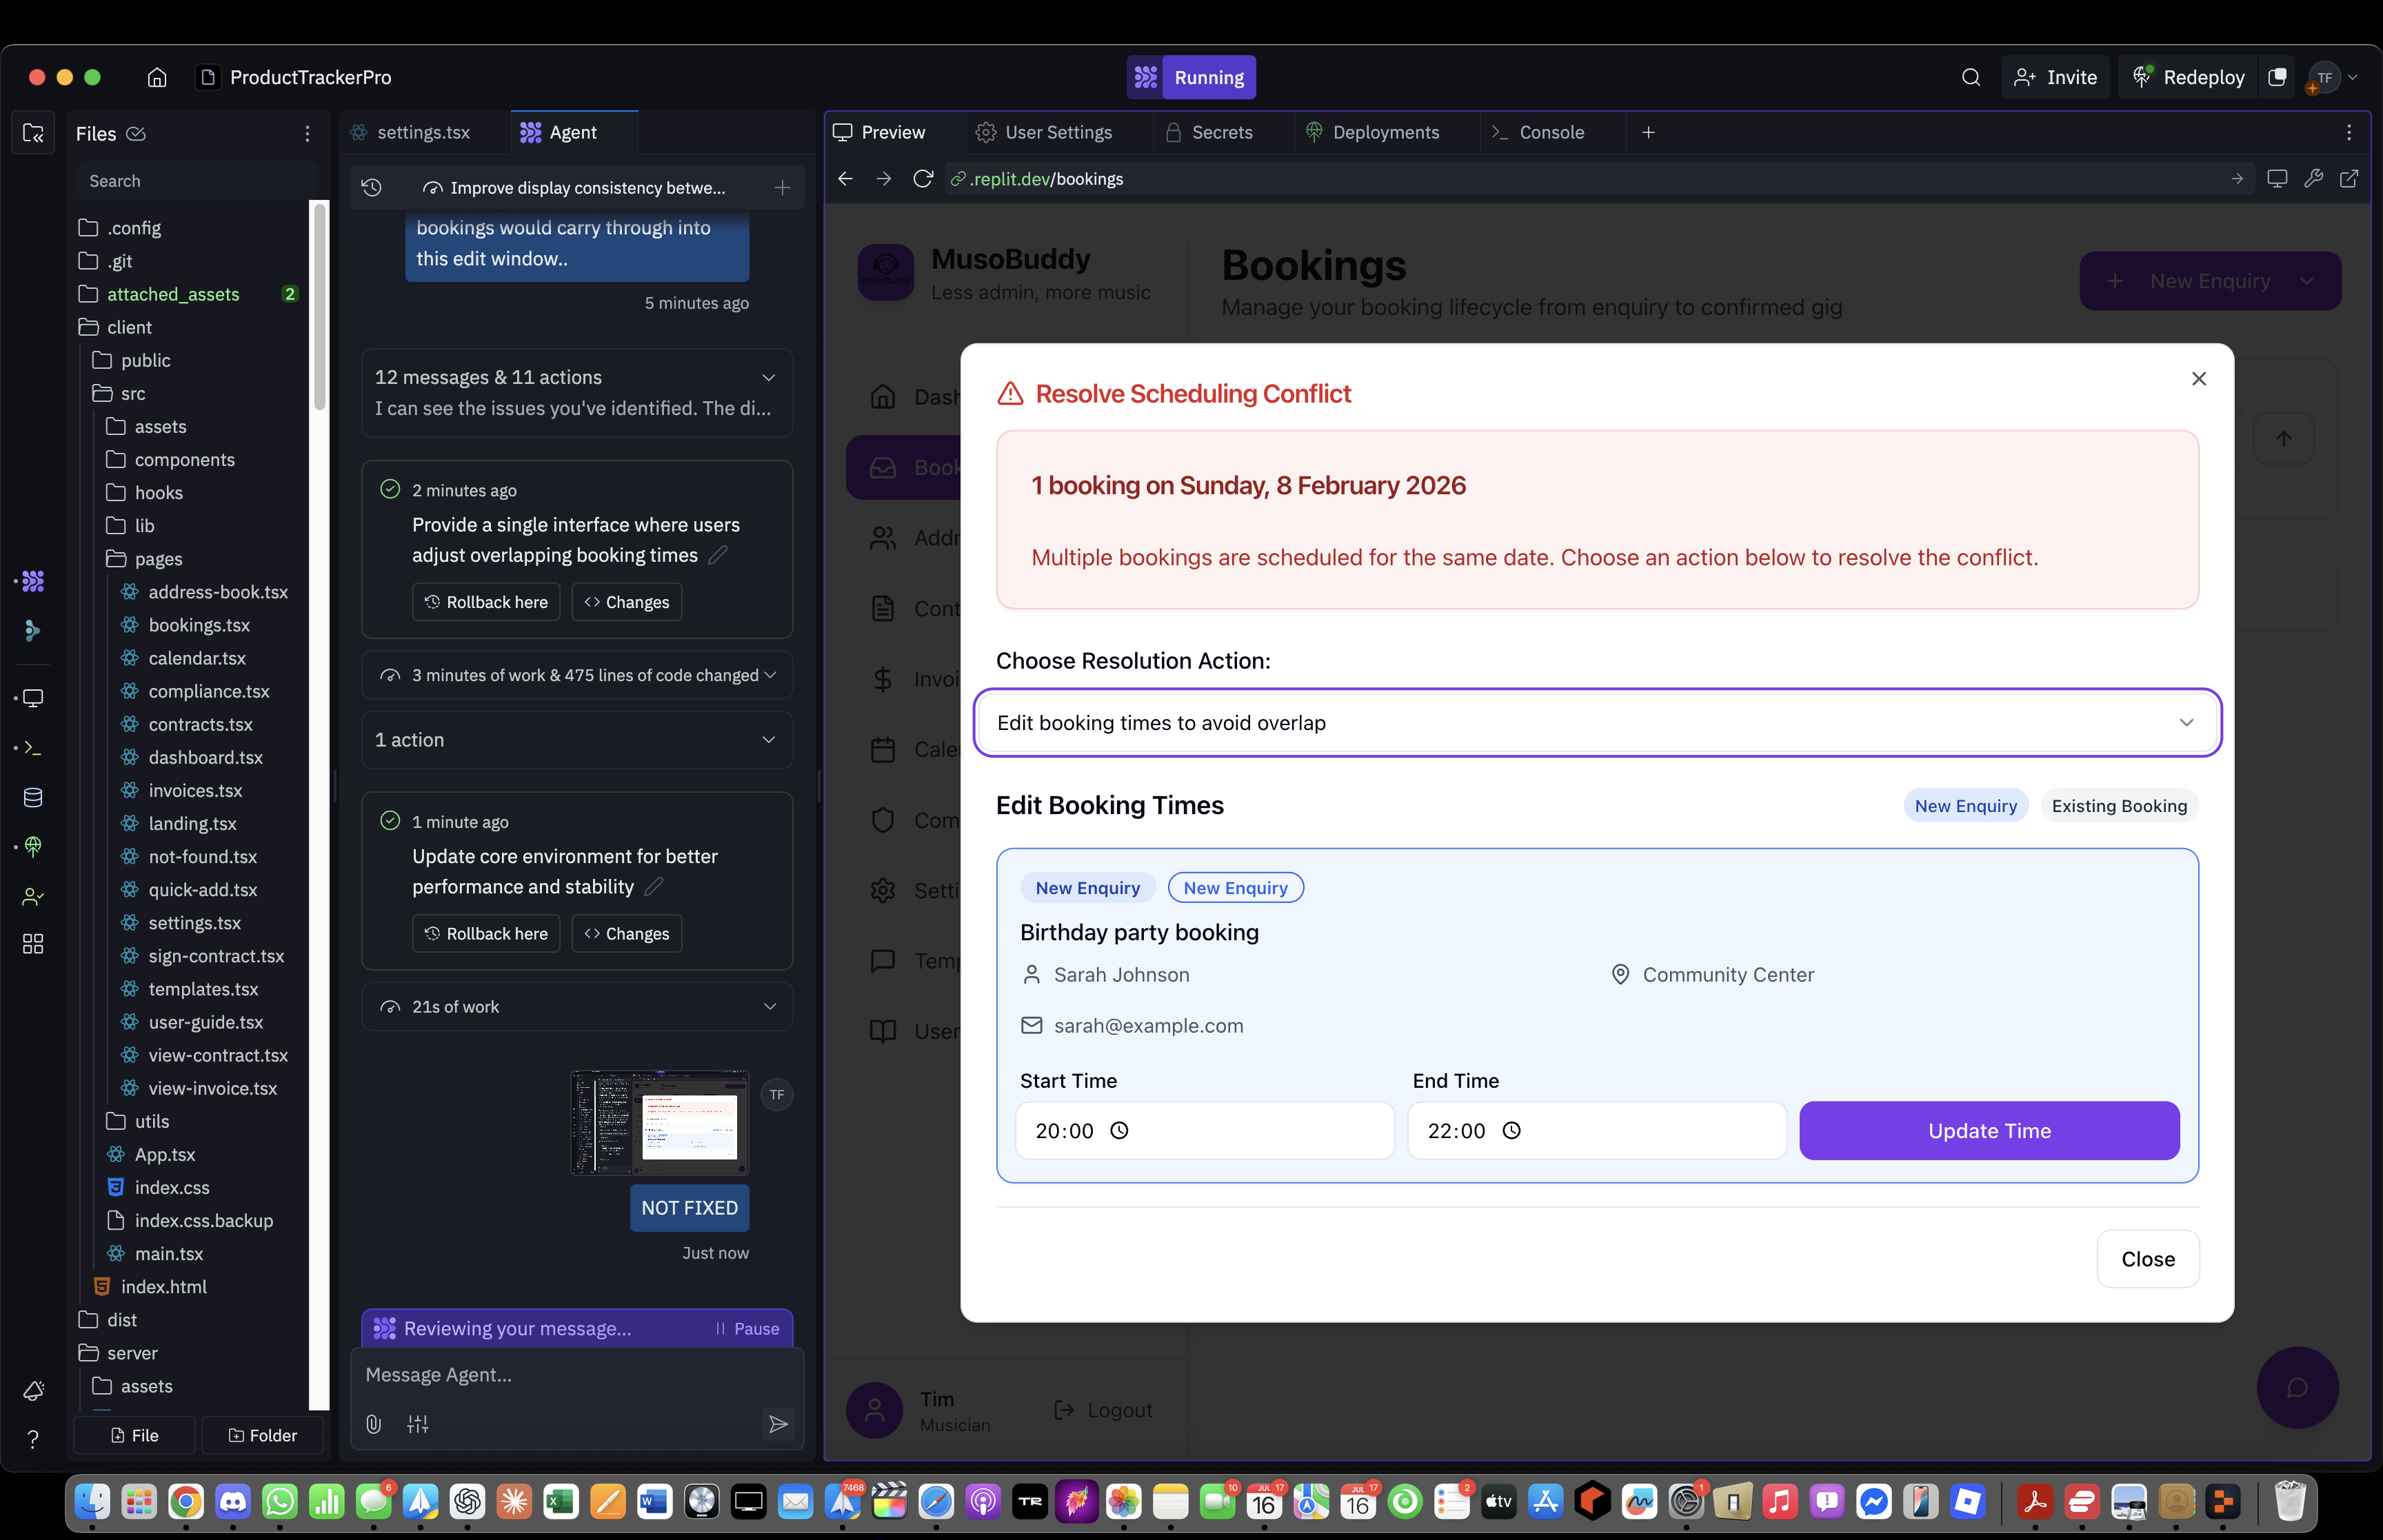 ProductTrackerPro
Running
Invite
Redeploy
TF
Files
Search
.config
.git
attached_assets
2
client
public
src
assets
components
hooks
lib
pages
address-book.tsx
bookings.tsx
calendar.tsx
compliance.tsx
contracts.tsx
dashboard.tsx
invoices.tsx
landing.tsx
not-found.tsx
quick-add.tsx
settings.tsx
sign-contract.tsx
templates.tsx
user-guide.tsx
view-contract.tsx
view-invoice.tsx
utils
App.tsx
index.css
index.css.backup
main.tsx
index.html
dist
server
assets
File
Folder
settings.tsx
Agent
Improve display consistency betwe...
bookings would carry through into
this edit window..
5 minutes ago
12 messages & 11 actions
I can see the issues you've identified. The di...
2 minutes ago
Provide a single interface where users
adjust overlapping booking times
Rollback here
Changes
3 minutes of work & 475 lines of code changed
1 action
1 minute ago
Update core environment for better
performance and stability
Rollback here
Changes
21s of work
TF
NOT FIXED
Just now
Reviewing your message...
Pause
Message Agent...
Preview
User Settings
Secrets
Deployments
Console
.replit.dev/bookings
MusoBuddy
Less admin, more music
Bookings
Manage your booking lifecycle from enquiry to confirmed gig
New Enquiry
Dash
Book
Addr
Cont
Invoi
Cale
Com
Setti
Temp
User
Tim
Musician
Logout
Resolve Scheduling Conflict
1 booking on Sunday, 8 February 2026
Multiple bookings are scheduled for the same date. Choose an action below to resolve the conflict.
Choose Resolution Action:
Edit booking times to avoid overlap
Edit Booking Times
New Enquiry
Existing Booking
New Enquiry
New Enquiry
Birthday party booking
Sarah Johnson
Community Center
sarah@example.com
Start Time
End Time
20:00
22:00
Update Time
Close
6
7468
TR
10
JUL 17
16
JUL 17
16
2
tv
1